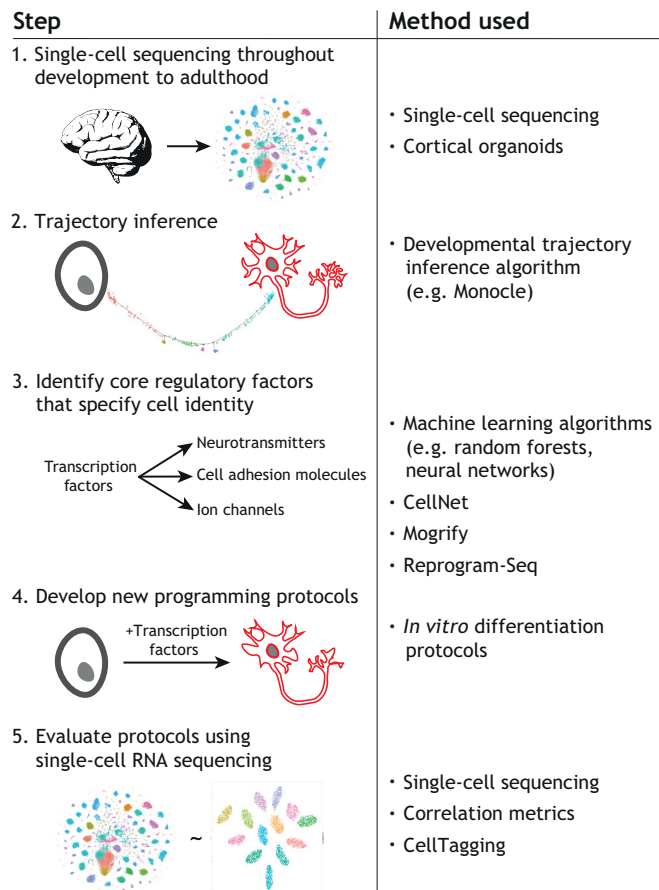 Step
Method used
1. Single-cell sequencing throughout
development to adulthood
• Single-cell sequencing
• Cortical organoids
2. Trajectory inference
• Developmental trajectory
inference algorithm
(e.g. Monocle)
3. Identify core regulatory factors
that specify cell identity
Transcription
factors
Neurotransmitters
Cell adhesion molecules
Ion channels
• Machine learning algorithms
(e.g. random forests,
neural networks)
• CellNet
• Mogrify
• Reprogram-Seq
4. Develop new programming protocols
+Transcription
factors
• In vitro differentiation
protocols
5. Evaluate protocols using
single-cell RNA sequencing
~
• Single-cell sequencing
• Correlation metrics
• CellTagging